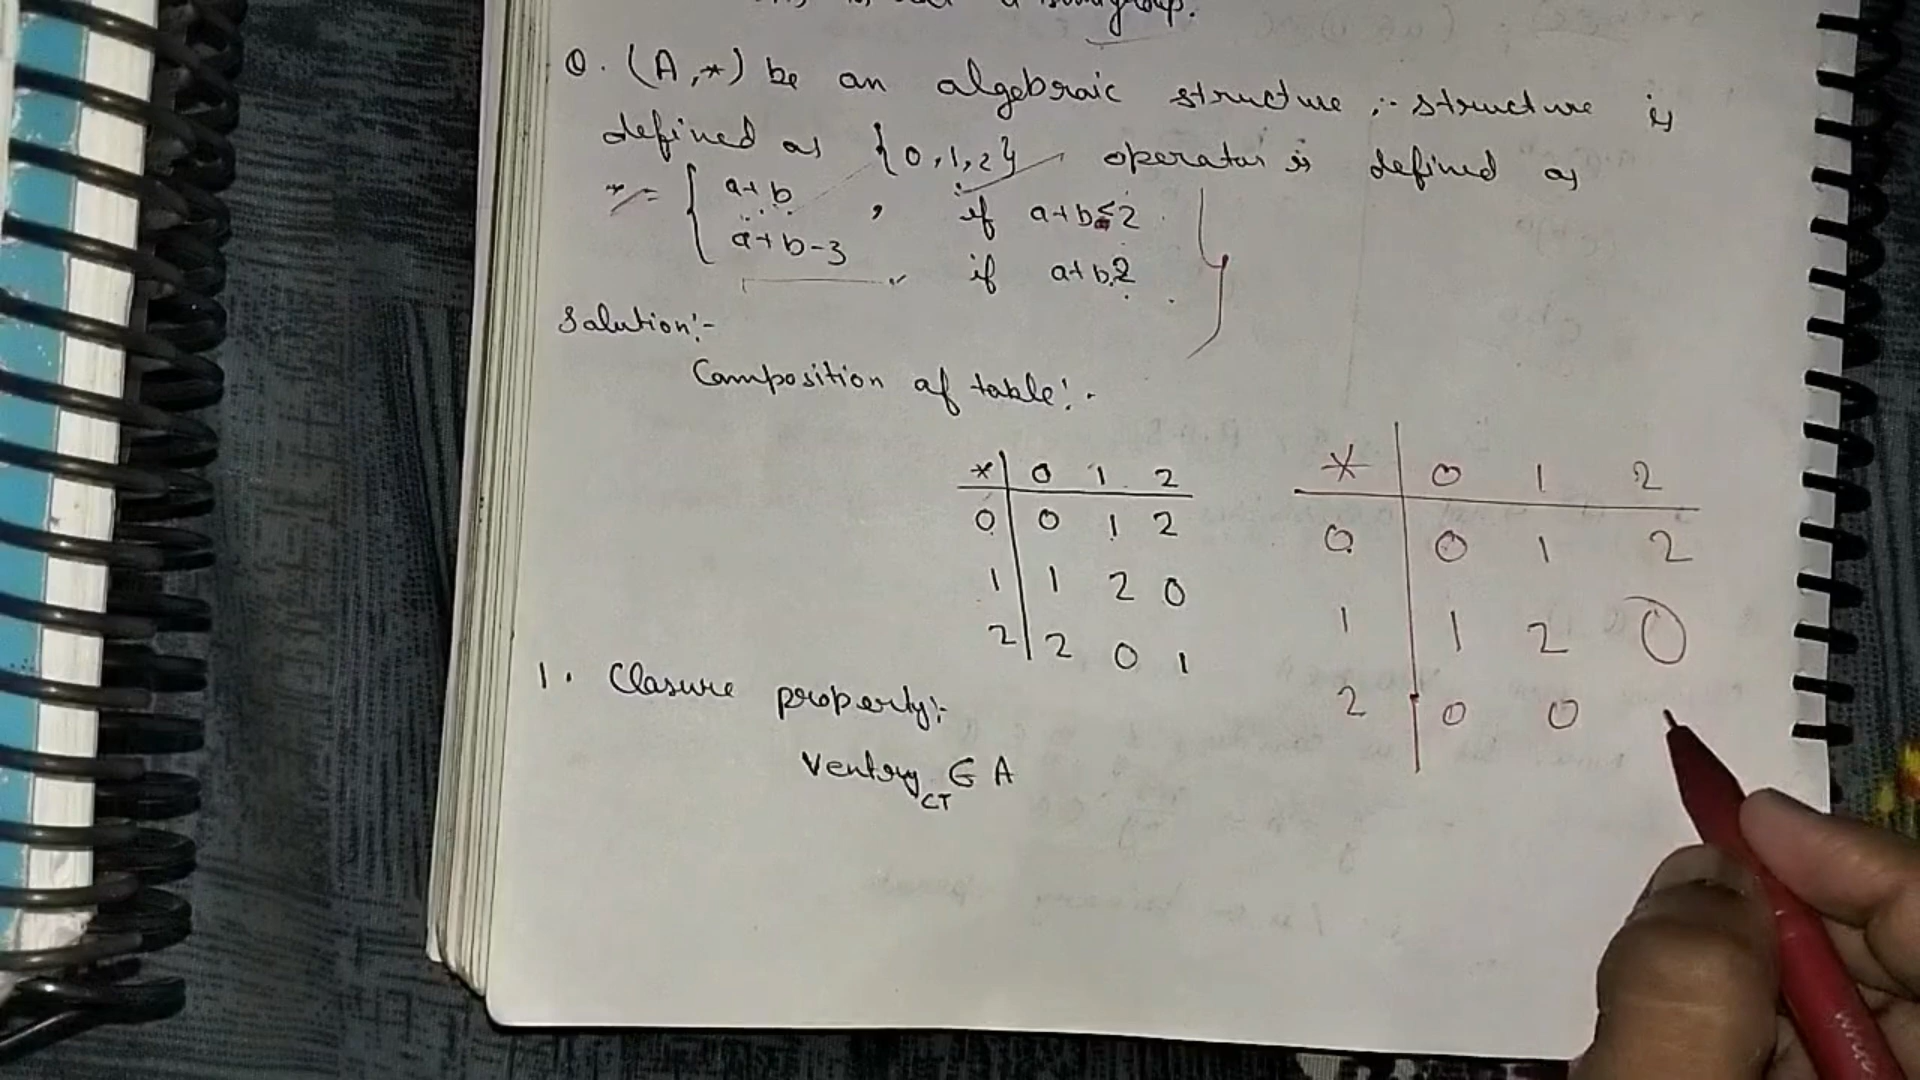 Q. (A, *) be an algebraic structure, ∴ structure is
defined as {0, 1, 2} operator is defined as
* = { a+b , if a+b≤2
a+b-3 if a+b>2
Solution:-
Composition of table:-
* 0 1 2
0 0 1 2
1 1 2 0
2 2 0 1
* 0 1 2
0 0 1 2
1 1 2 0
2 0 0
1. Closure property:-
∀entry CT ∈ A